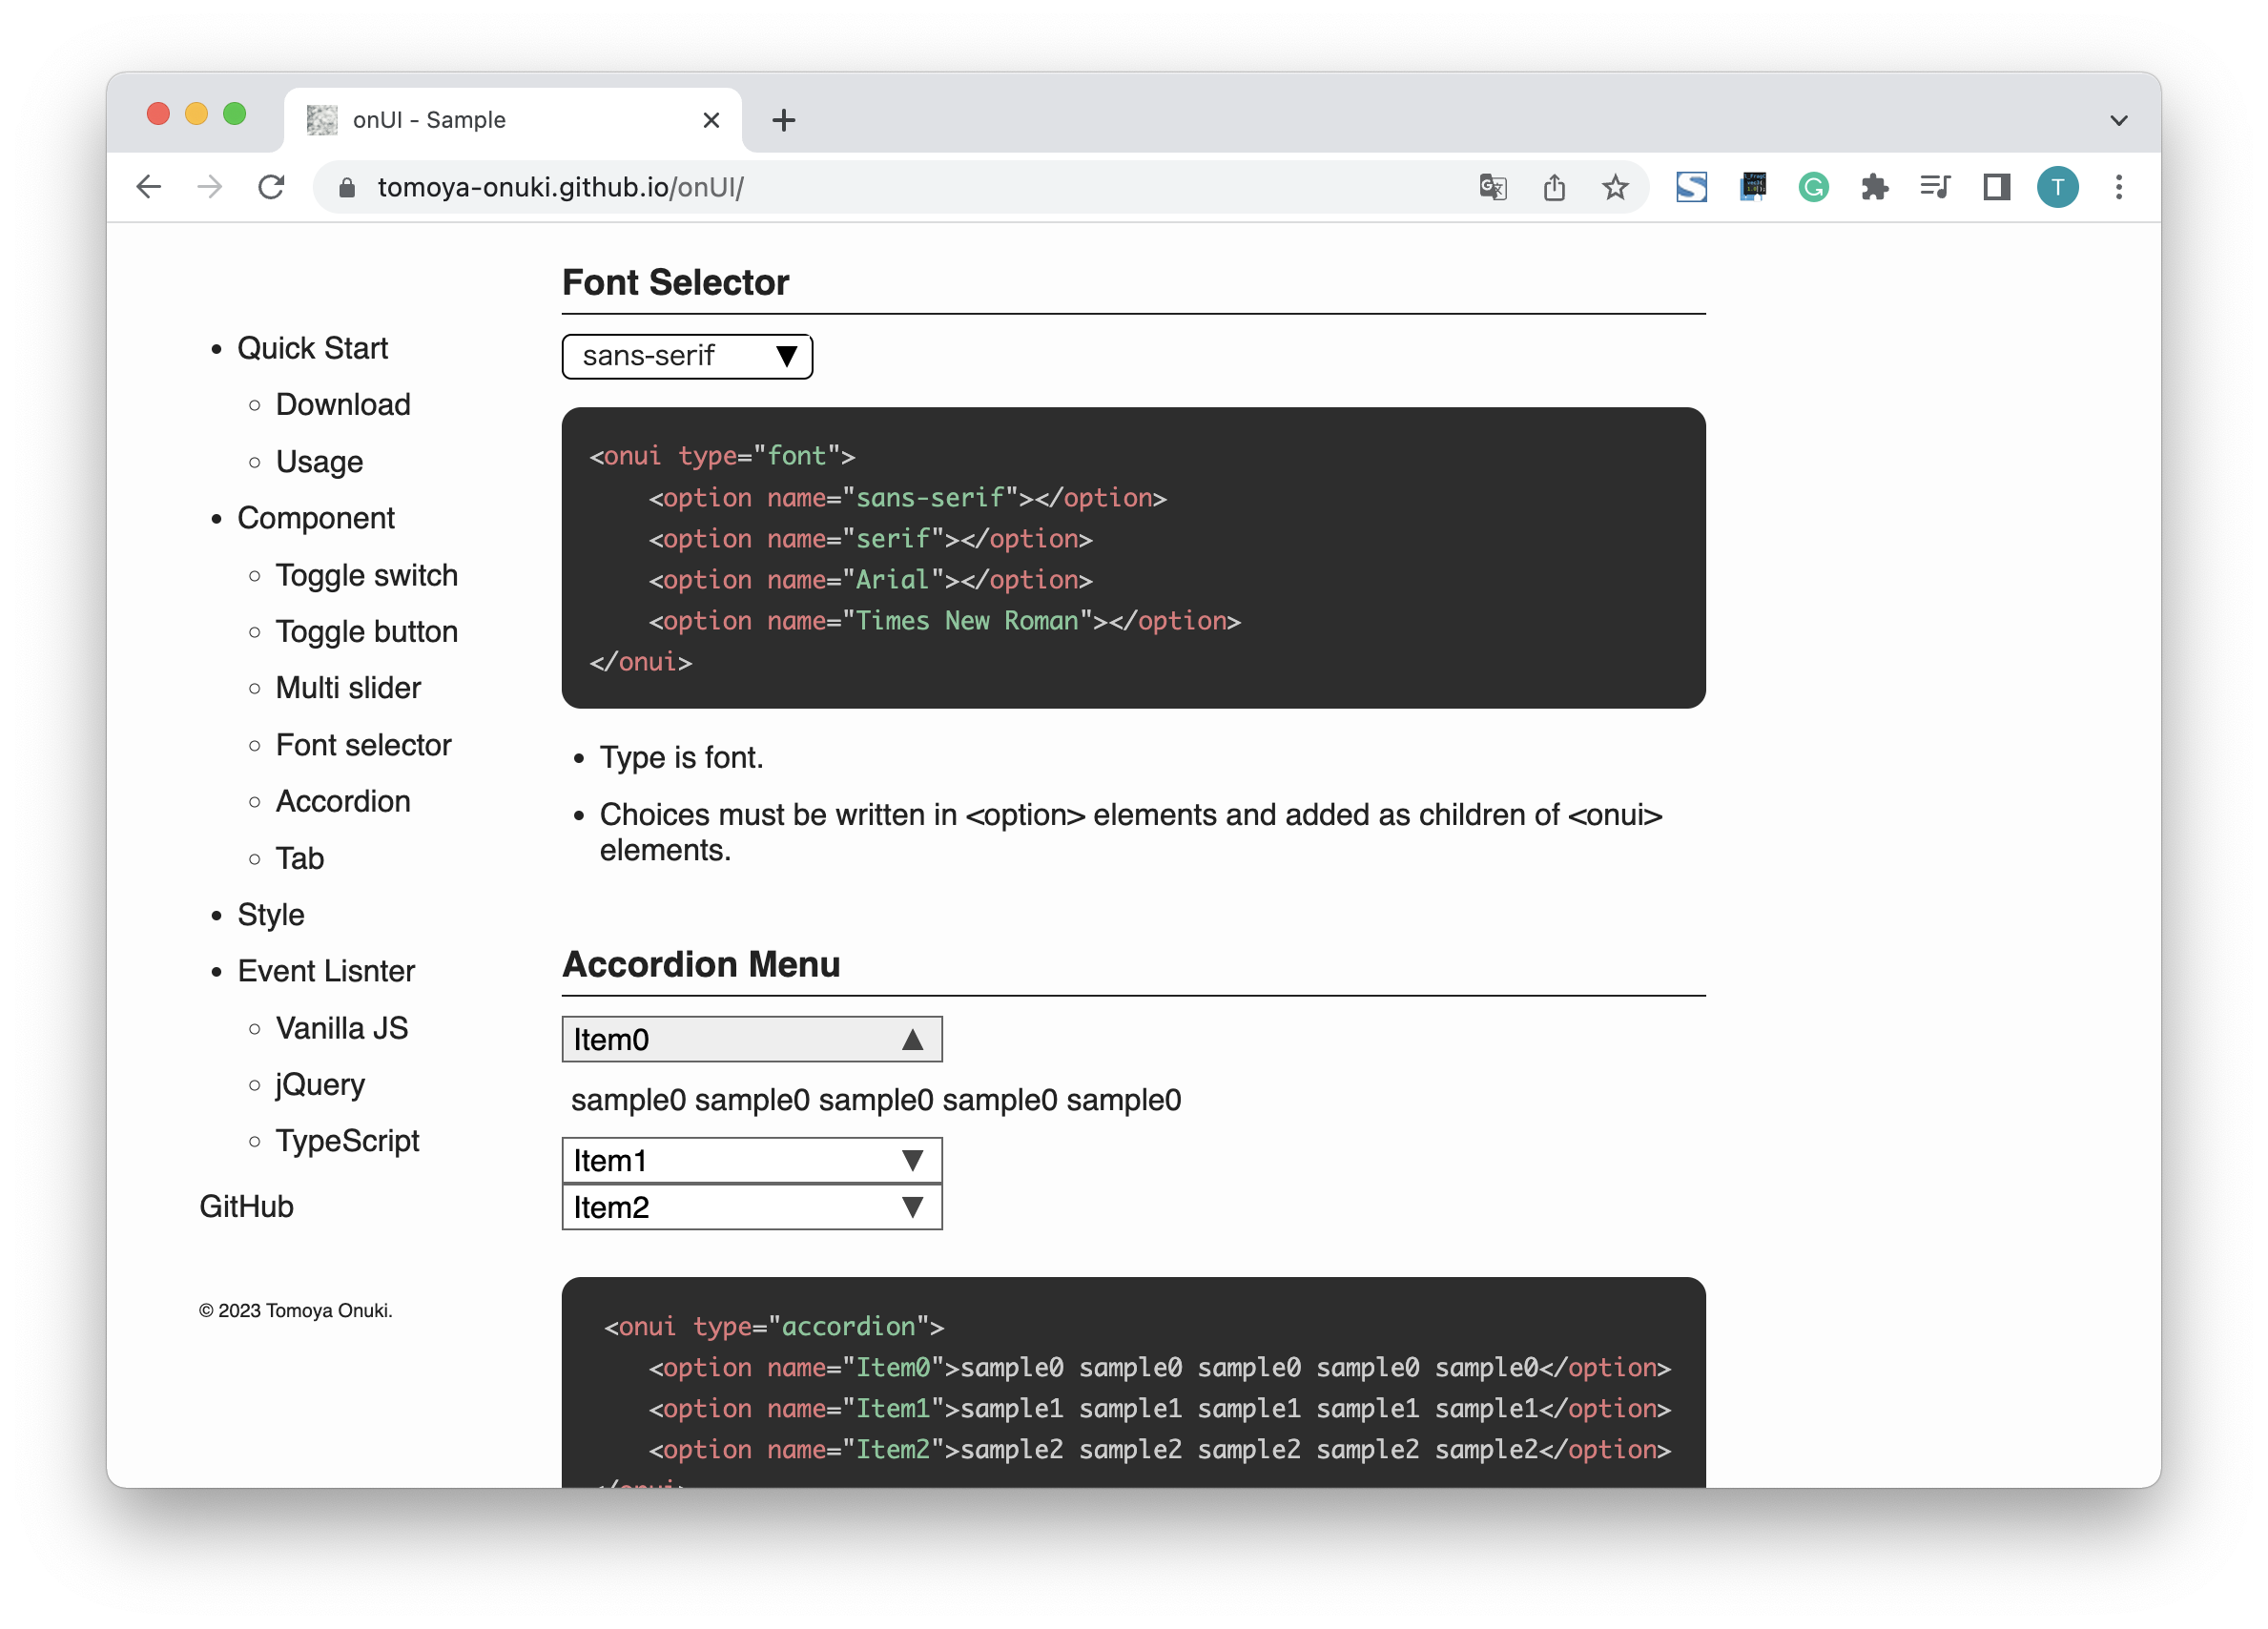 onUI - Sample
tomoya-onuki.github.io/onUI/
T
Quick Start
Download
Usage
Component
Toggle switch
Toggle button
Multi slider
Font selector
Accordion
Tab
Style
Event Lisnter
Vanilla JS
jQuery
TypeScript
GitHub
© 2023 Tomoya Onuki.
Font Selector
sans-serif
<onui type="font">
<option name="sans-serif"></option>
<option name="serif"></option>
<option name="Arial"></option>
<option name="Times New Roman"></option>
</onui>
Type is font.
Choices must be written in <option> elements and added as children of <onui>
elements.
Accordion Menu
Item0
sample0 sample0 sample0 sample0 sample0
Item1
Item2
<onui type="accordion">
<option name="Item0">sample0 sample0 sample0 sample0 sample0</option>
<option name="Item1">sample1 sample1 sample1 sample1 sample1</option>
<option name="Item2">sample2 sample2 sample2 sample2 sample2</option>